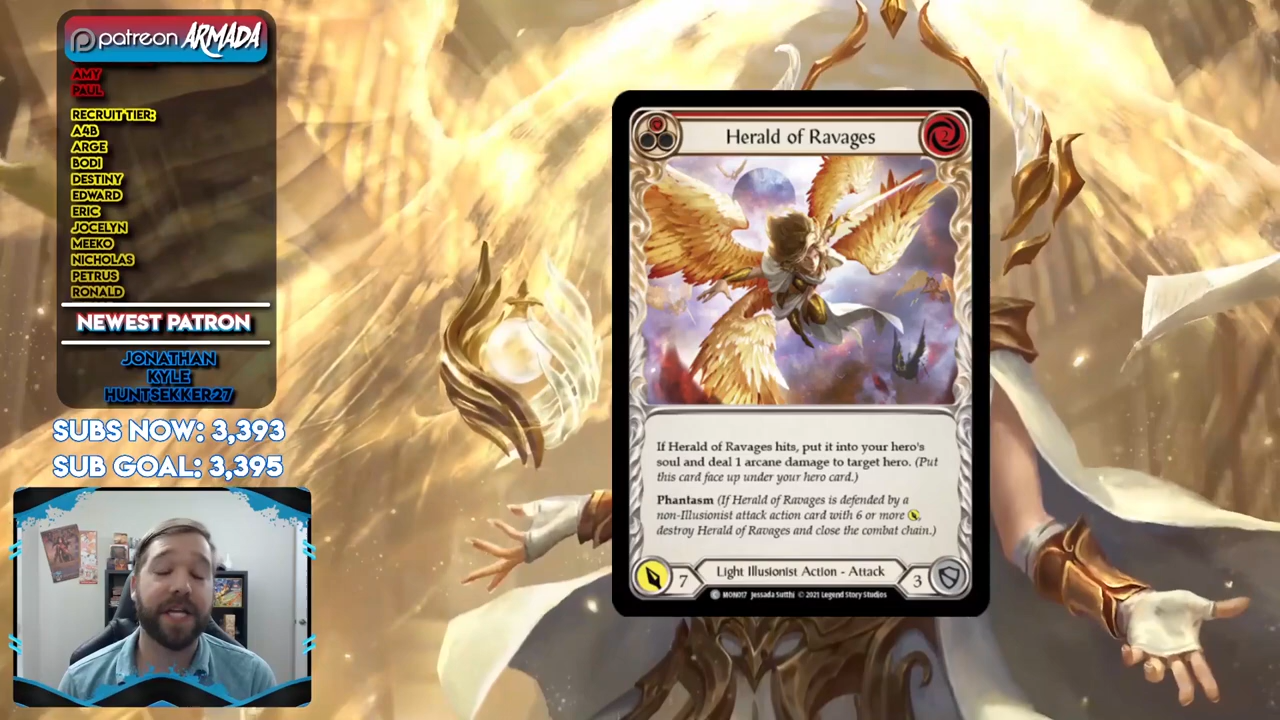 patreon ARMADA
AMY
PAUL
RECRUIT TIER:
A4B
ARGE
BODI
DESTINY
EDWARD
ERIC
JOCELYN
MEEKO
NICHOLAS
PETRUS
RONALD
NEWEST PATRON
JONATHAN
KYLE
HUNTSEKKER27
SUBS NOW: 3,393
SUB GOAL: 3,395
Herald of Ravages
2
If Herald of Ravages hits, put it into your hero's
soul and deal 1 arcane damage to target hero. (Put
this card face up under your hero card.)
Phantasm (If Herald of Ravages is defended by a
non-Illusionist attack action card with 6 or more
destroy Herald of Ravages and close the combat chain.)
7
Light Illusionist Action - Attack
3
C MON017 Jessada Sutthi © 2021 Legend Story Studios